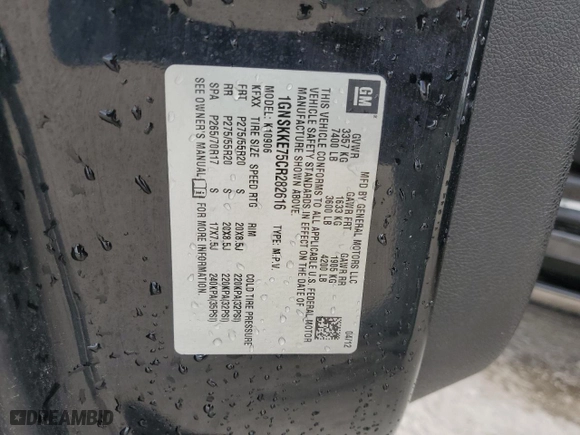 GM
MFD BY GENERAL MOTORS LLC
04/12
GVWR GAWR FRT GAWR RR
3357 KG 1633 KG 1905 KG
7400 LB 3600 LB 4200 LB
THIS VEHICLE CONFORMS TO ALL APPLICABLE U.S. FEDERAL MOTOR
VEHICLE SAFETY STANDARDS IN EFFECT ON THE DATE OF
MANUFACTURE SHOWN ABOVE.
1GNSKKE75CR282616 TYPE: M.P.V.
MODEL: K10906
KFXX TIRE SIZE SPEED RTG RIM COLD TIRE PRESSURE
FRT P275/55R20 S 20X8.5J 220KPA(32PSI)
RR P275/55R20 S 20X8.5J 220KPA(32PSI)
SPA P265/70R17 S 17X7.5J 240KPA(35PSI)
SEE OWNER'S MANUAL FOR MORE INFORMATION.
DREAMBID